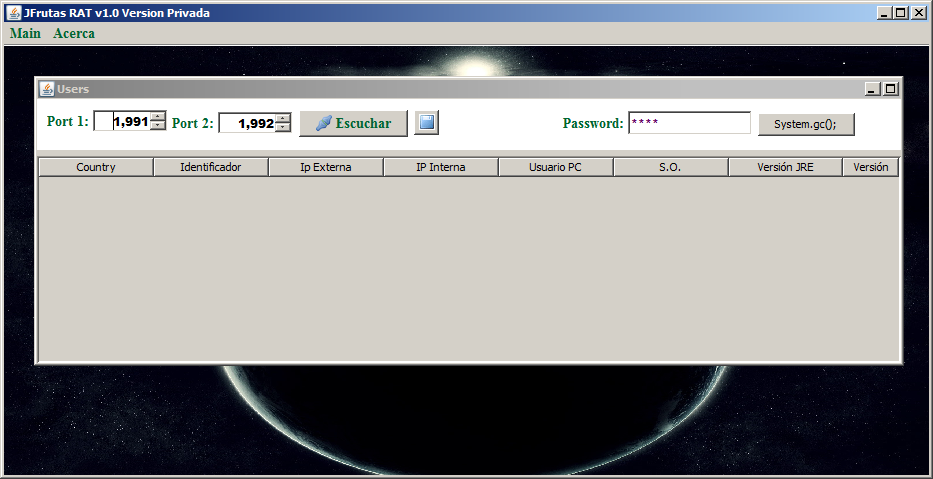 JFrutas RAT v1.0 Version Privada
Main Acerca
Users
Port 1: 1,991 Port 2: 1,992 Escuchar Password: **** System.gc();
Country Identificador Ip Externa IP Interna Usuario PC S.O. Versión JRE Versión